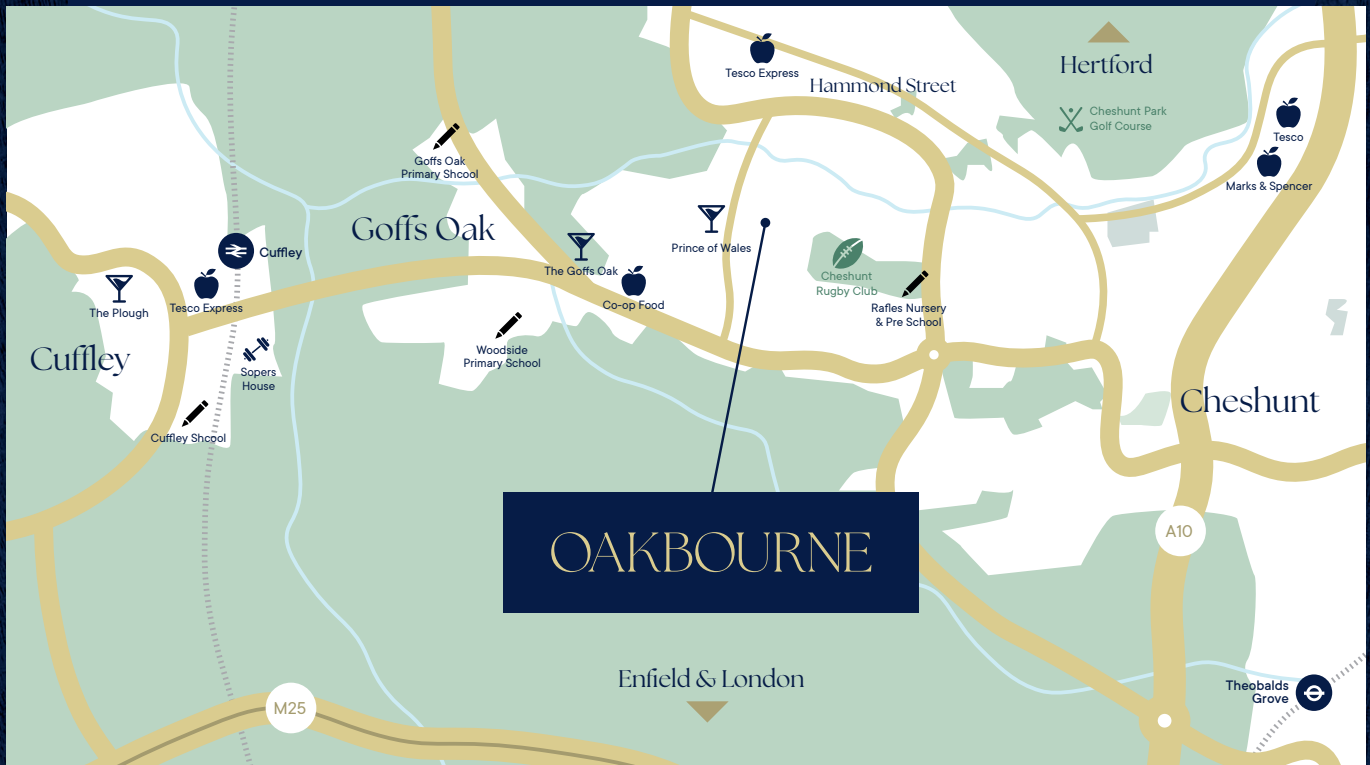 Tesco Express
Hammond Street
Hertford
Cheshunt Park
Golf Course
Tesco
Marks & Spencer
Goffs Oak
Primary Shcool
Goffs Oak
Prince of Wales
Cuffley
The Goffs Oak
Co-op Food
Cheshunt
Rugby Club
Rafles Nursery
& Pre School
The Plough
Tesco Express
Cuffley
Sopers
House
Woodside
Primary School
Cheshunt
Cuffley Shcool
OAKBOURNE
A10
Enfield & London
Theobalds
Grove
M25